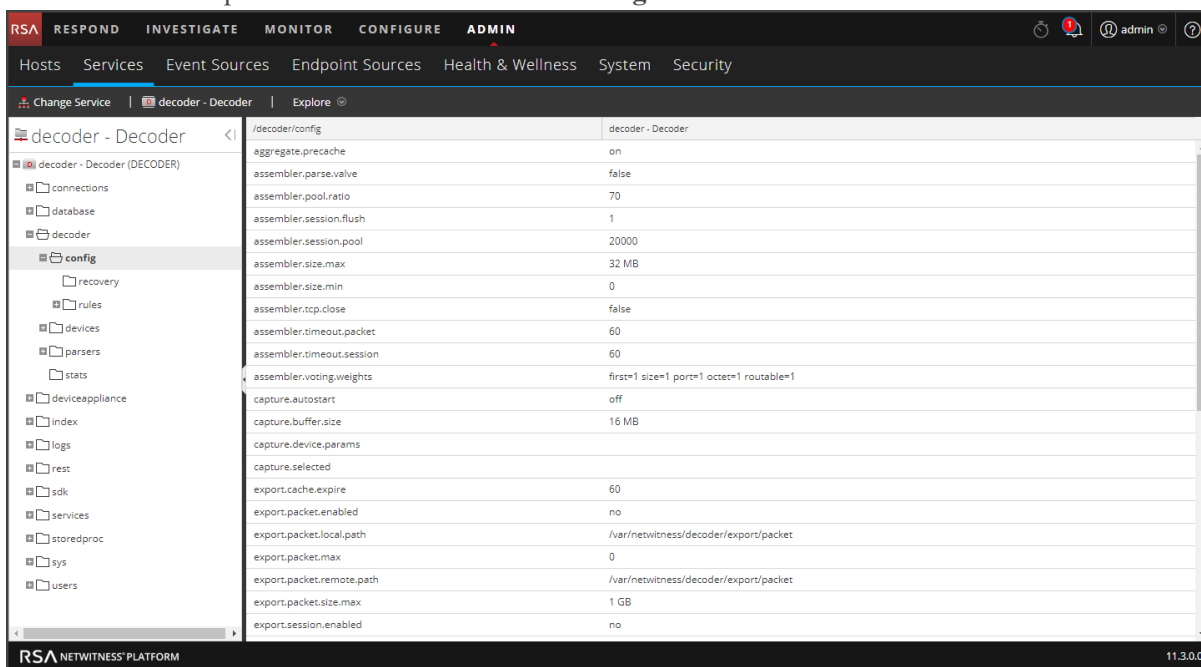 RSA RESPOND INVESTIGATE MONITOR CONFIGURE ADMIN 1 admin ?
Hosts Services Event Sources Endpoint Sources Health & Wellness System Security
Change Service | decoder - Decoder | Explore
decoder - Decoder
decoder - Decoder (DECODER)
connections
database
decoder
config
recovery
rules
devices
parsers
stats
deviceappliance
index
logs
rest
sdk
services
storedproc
sys
users
/decoder/config decoder - Decoder
aggregate.precache on
assembler.parse.valve false
assembler.pool.ratio 70
assembler.session.flush 1
assembler.session.pool 20000
assembler.size.max 32 MB
assembler.size.min 0
assembler.tcp.close false
assembler.timeout.packet 60
assembler.timeout.session 60
assembler.voting.weights first=1 size=1 port=1 octet=1 routable=1
capture.autostart off
capture.buffer.size 16 MB
capture.device.params
capture.selected
export.cache.expire 60
export.packet.enabled no
export.packet.local.path /var/netwitness/decoder/export/packet
export.packet.max 0
export.packet.remote.path /var/netwitness/decoder/export/packet
export.packet.size.max 1 GB
export.session.enabled no
RSA NETWITNESS® PLATFORM 11.3.0.0